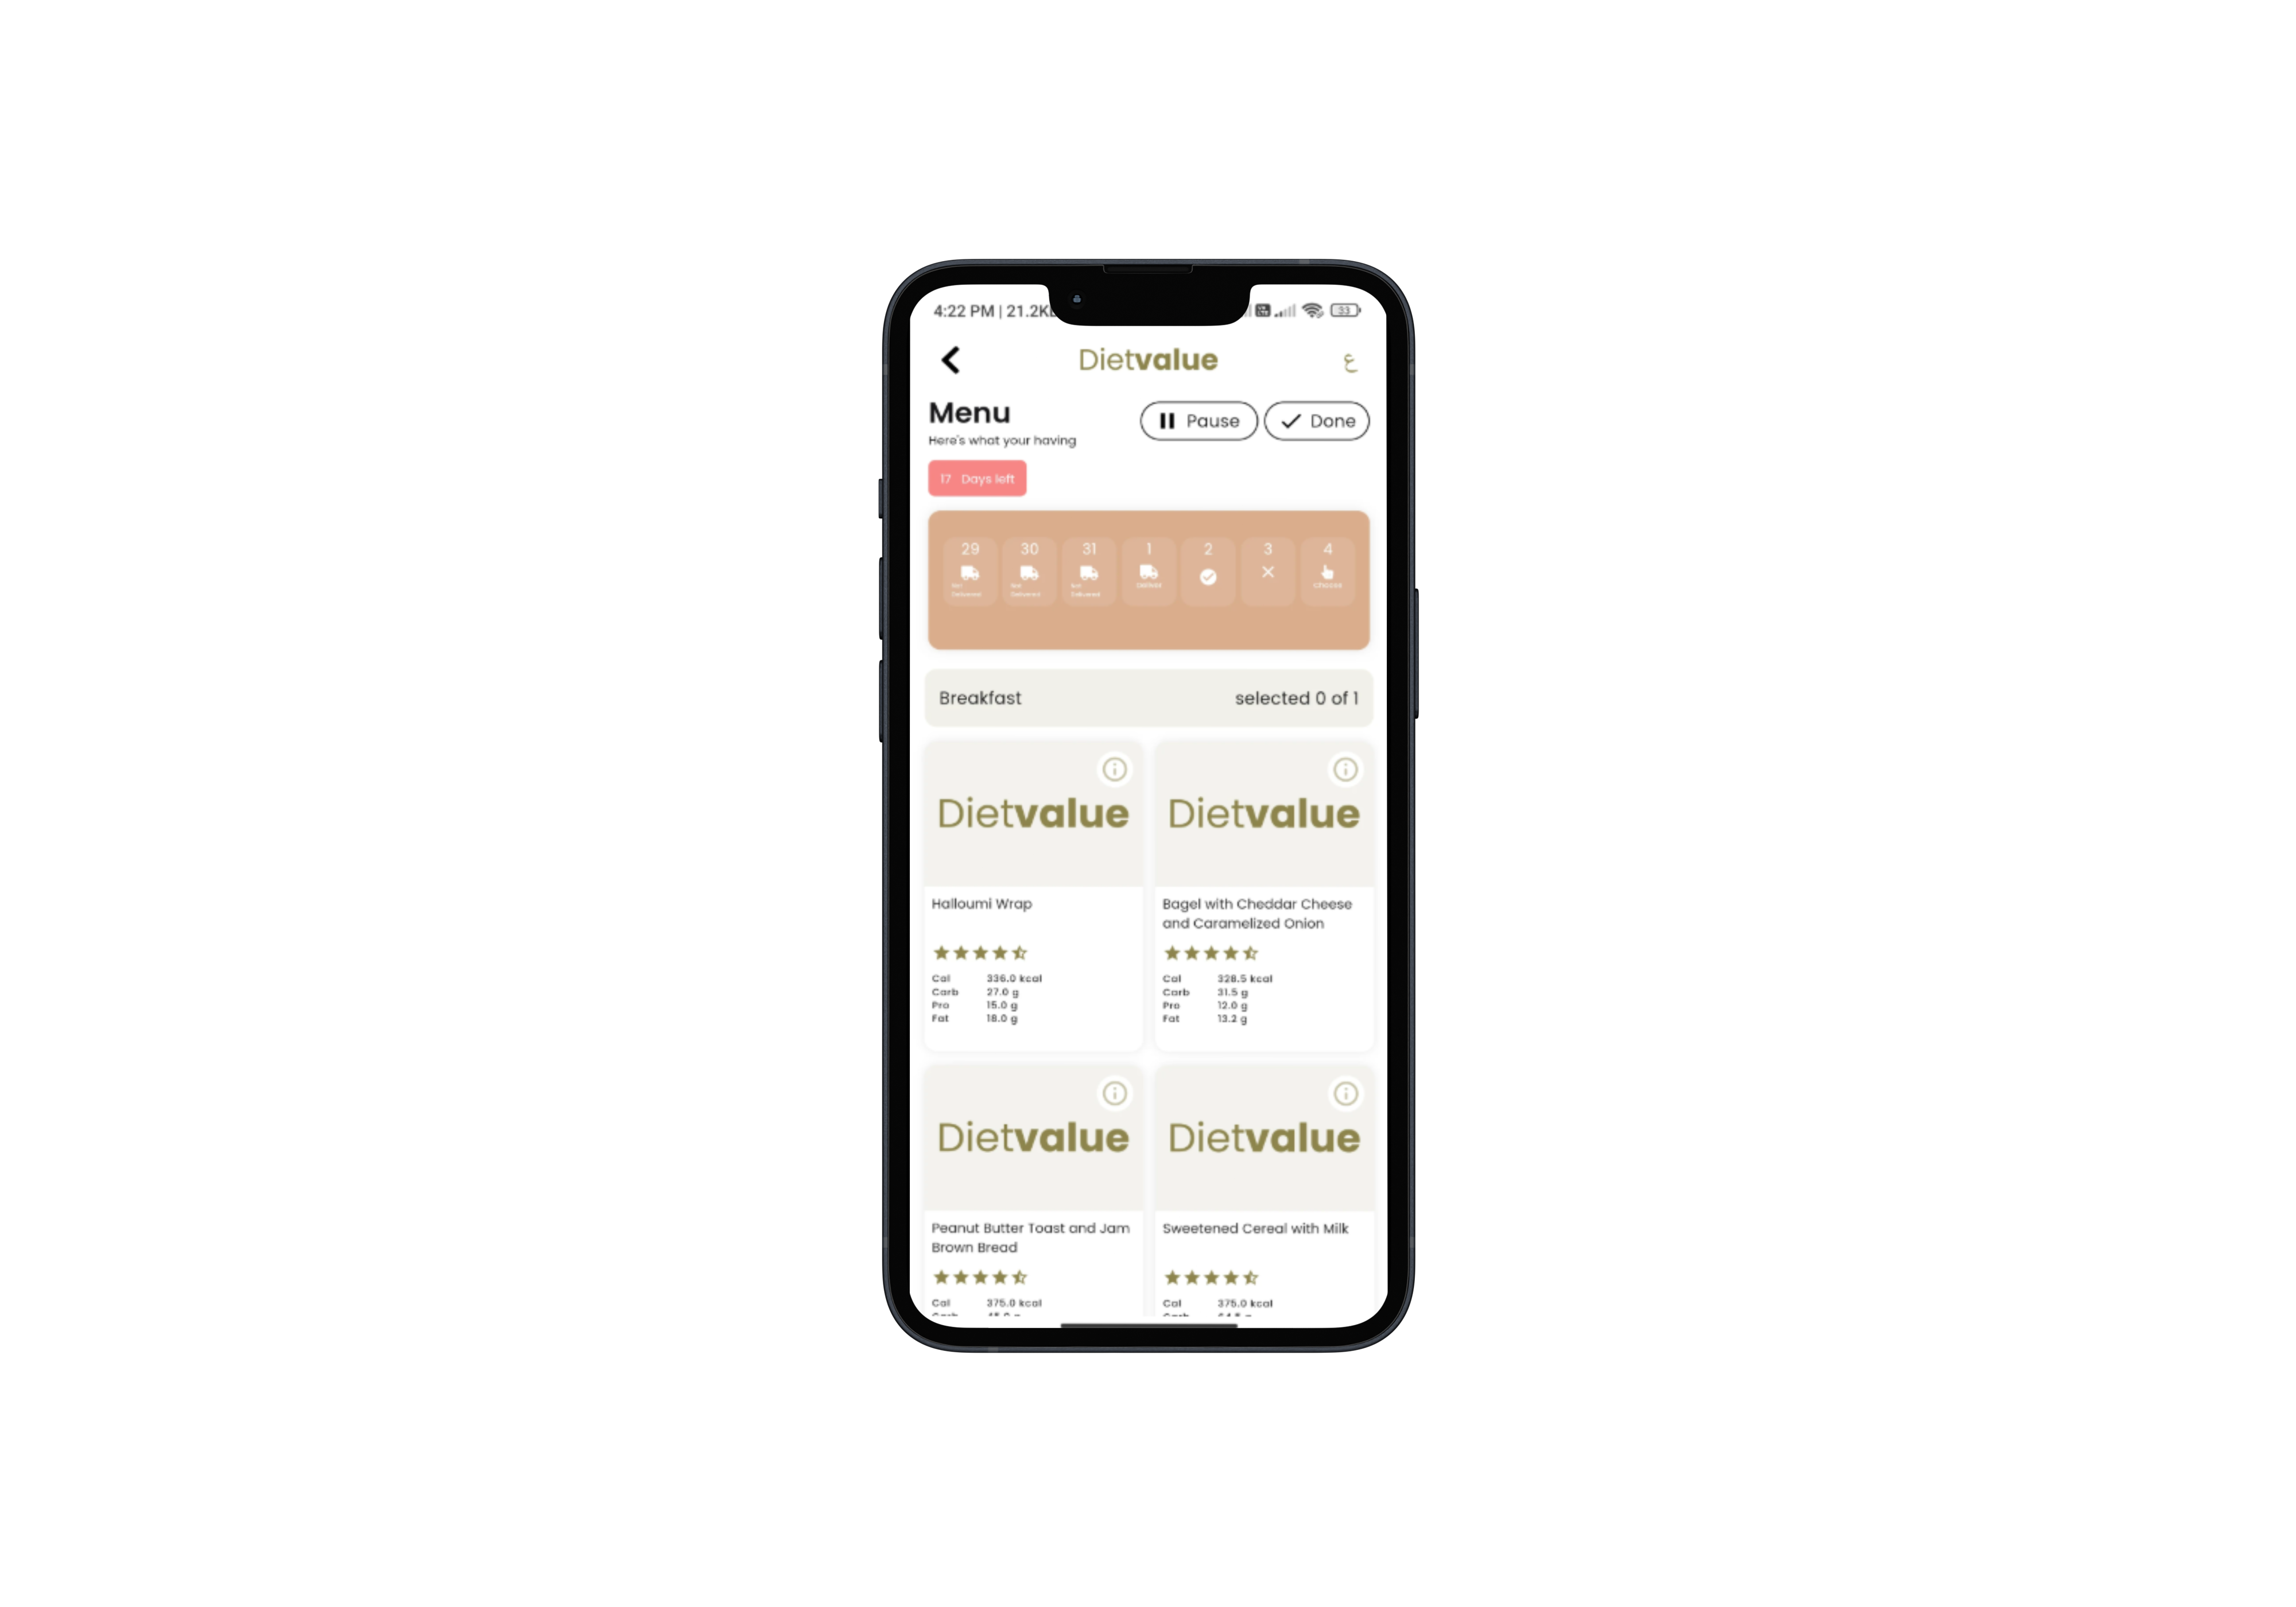 4:22 PM | 21.2K
33
Dietvalue
ع
Menu
Pause
Done
Here's what your having
17 Days left
29 30 31 1 2 3 4
Not Delivered
Not Delivered
Not Delivered
Deliver
Choose
Breakfast
selected 0 of 1
Dietvalue
Dietvalue
Halloumi Wrap
Cal 336.0 kcal
Carb 27.0 g
Pro 15.0 g
Fat 18.0 g
Bagel with Cheddar Cheese
and Caramelized Onion
Cal 328.5 kcal
Carb 31.5 g
Pro 12.0 g
Fat 13.2 g
Dietvalue
Dietvalue
Peanut Butter Toast and Jam
Brown Bread
Cal 375.0 kcal
Sweetened Cereal with Milk
Cal 375.0 kcal